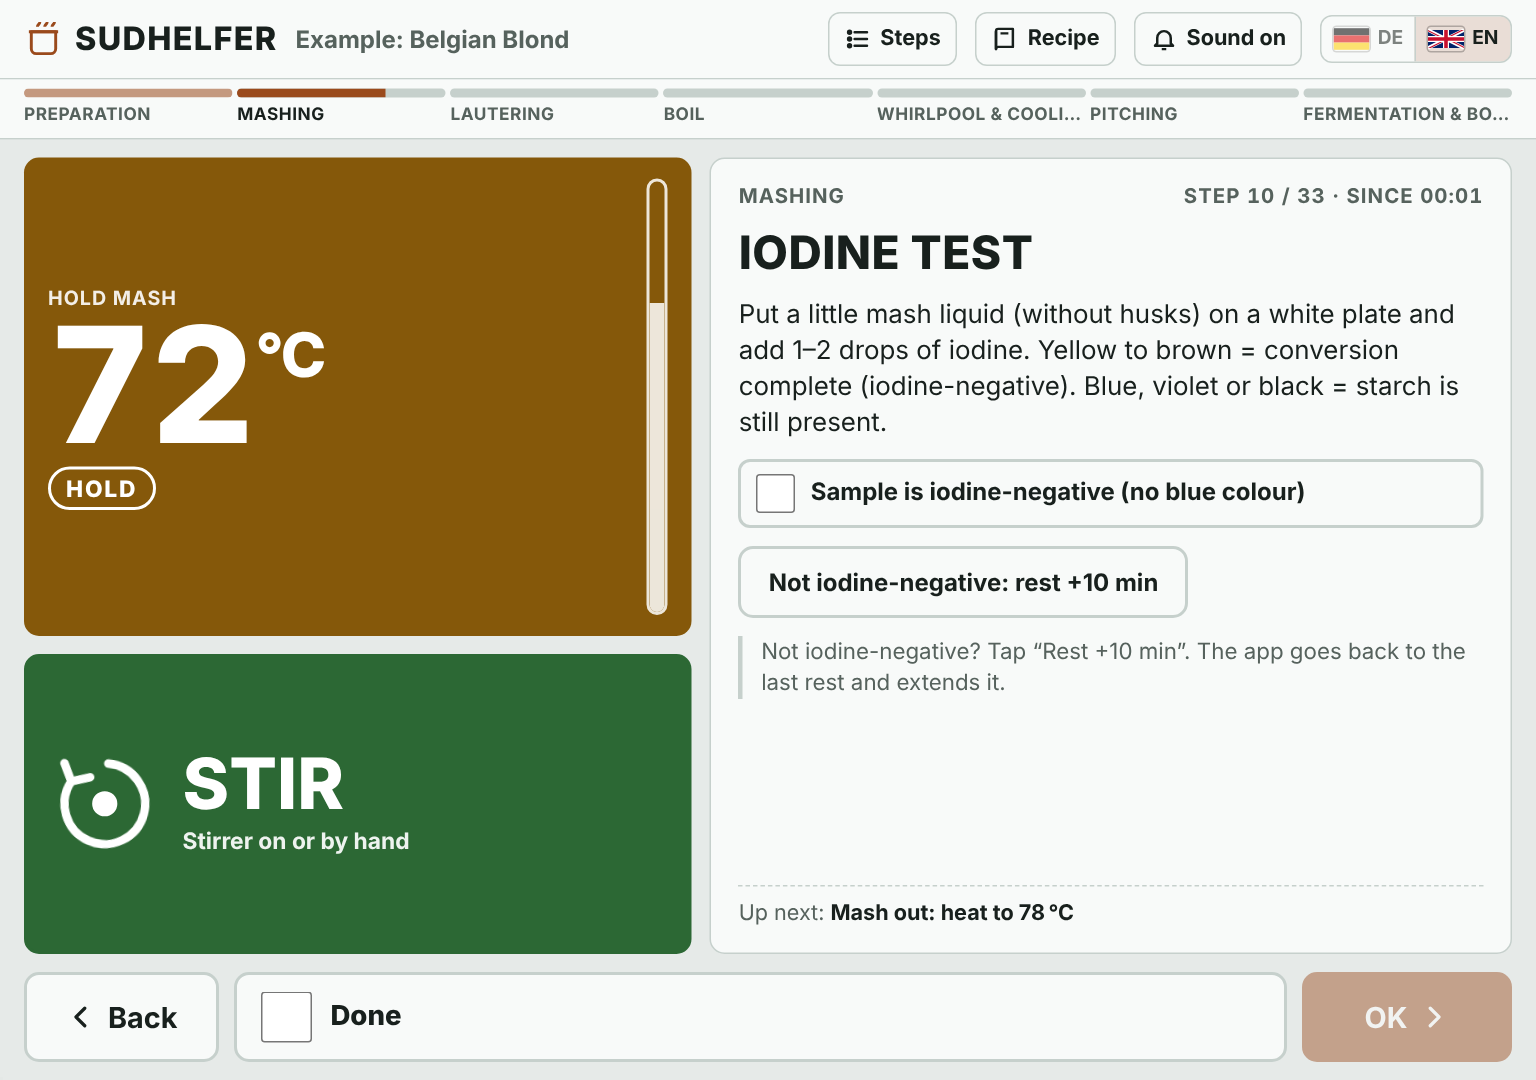 SUDHELFER
Example: Belgian Blond
Steps
Recipe
Sound on
DE
EN
PREPARATION
MASHING
LAUTERING
BOIL
WHIRLPOOL & COOLI...
PITCHING
FERMENTATION & BO...
HOLD MASH
72 °C
HOLD
STIR
Stirrer on or by hand
MASHING
STEP 10 / 33 · SINCE 00:01
IODINE TEST
Put a little mash liquid (without husks) on a white plate and
add 1–2 drops of iodine. Yellow to brown = conversion
complete (iodine-negative). Blue, violet or black = starch is
still present.
Sample is iodine-negative (no blue colour)
Not iodine-negative: rest +10 min
Not iodine-negative? Tap “Rest +10 min”. The app goes back to the
last rest and extends it.
Up next: Mash out: heat to 78 °C
Back
Done
OK